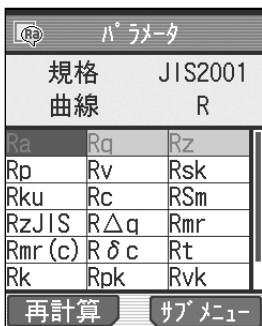 Ra パラメータ
規格 JIS2001
曲線 R
Ra Rq Rz
Rp Rv Rsk
Rku Rc RSm
RzJIS R△q Rmr
Rmr(c) Rδc Rt
Rk Rpk Rvk
再計算 サブメニュー